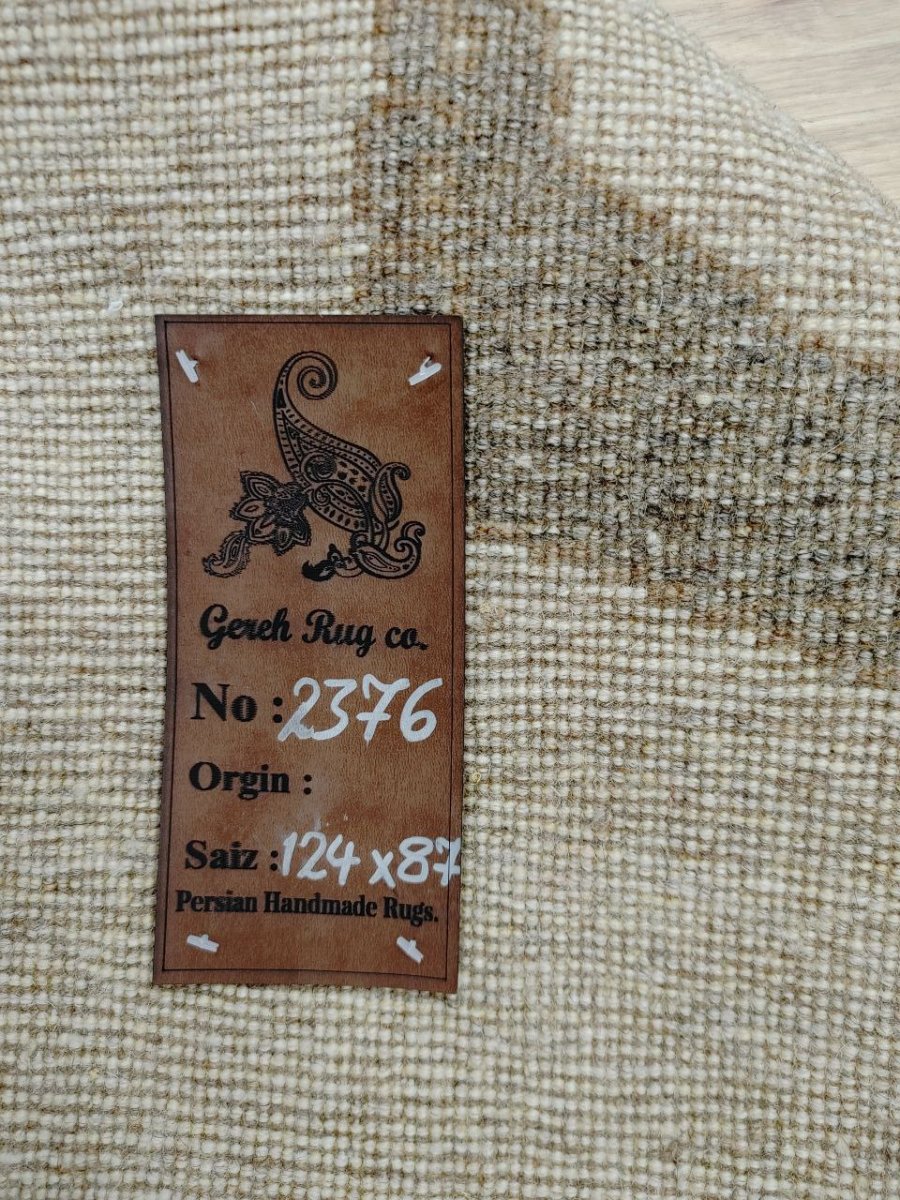 Gereh Rug co.
No : 2376
Orgin :
Saiz : 124 x 87
Persian Handmade Rugs.